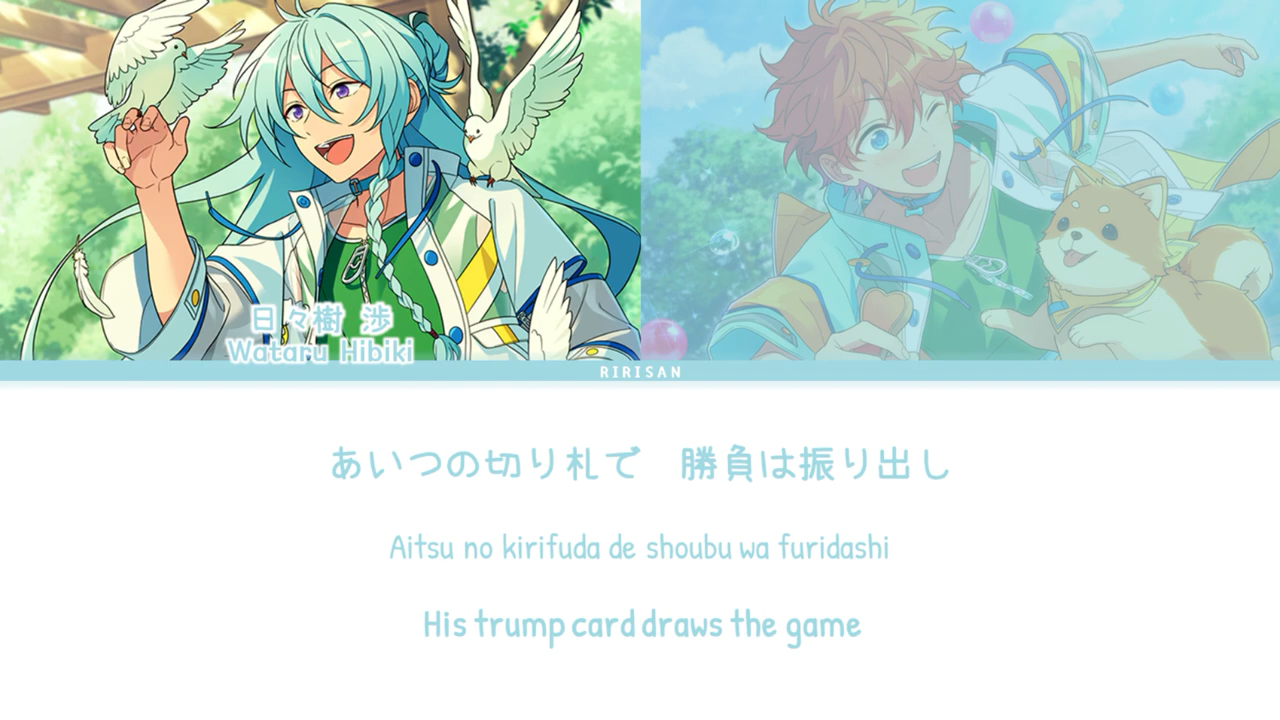 日々樹 渉
Wataru Hibiki
RIRISAN
あいつの切り札で　勝負は振り出し
Aitsu no kirifuda de shoubu wa furidashi
His trump card draws the game